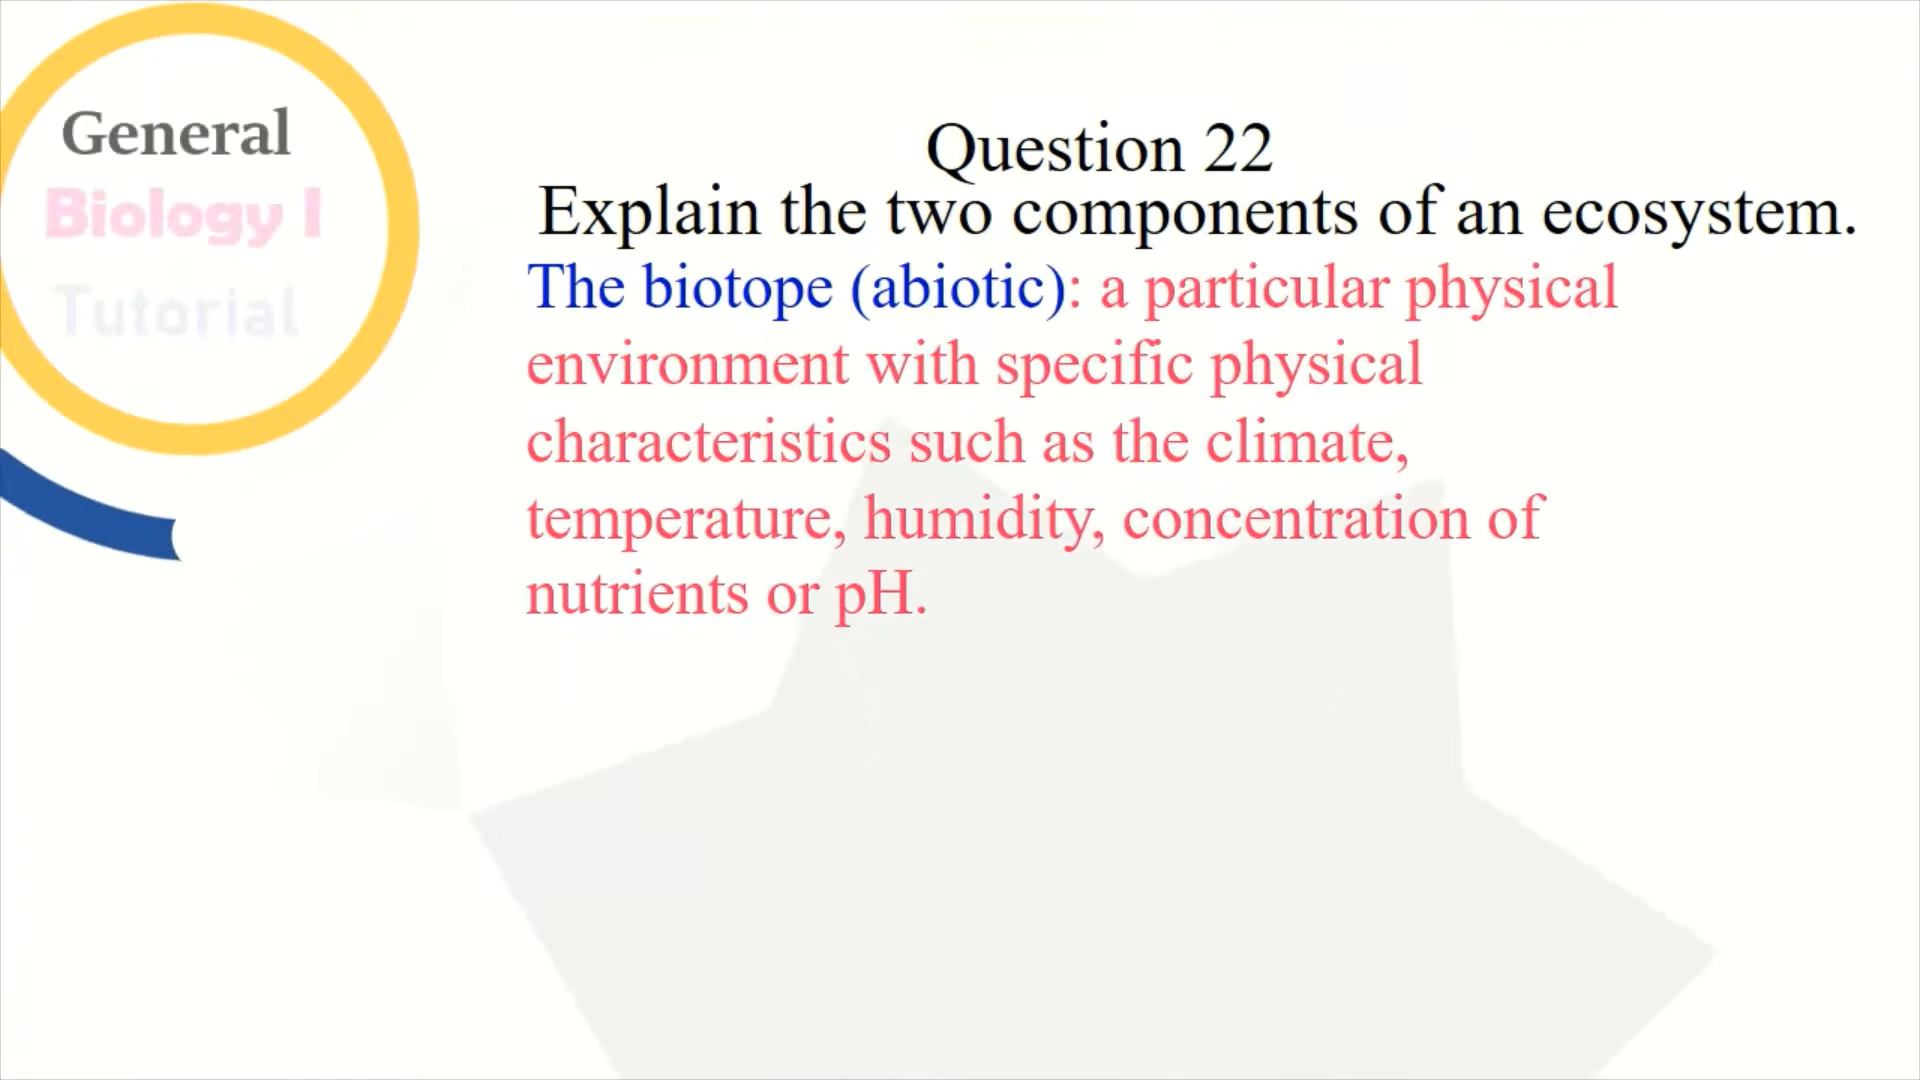 General
Biology I
Tutorial
Question 22
Explain the two components of an ecosystem.
The biotope (abiotic): a particular physical
environment with specific physical
characteristics such as the climate,
temperature, humidity, concentration of
nutrients or pH.